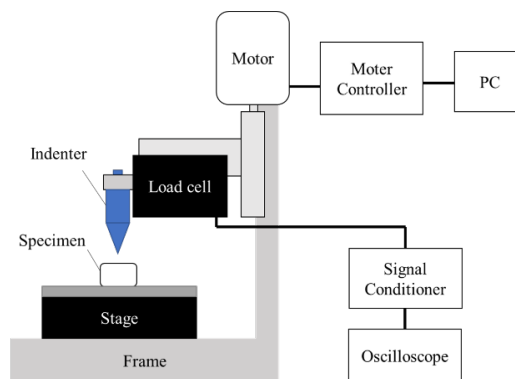 Motor
Moter
Controller
PC
Indenter
Load cell
Specimen
Signal
Conditioner
Stage
Frame
Oscilloscope